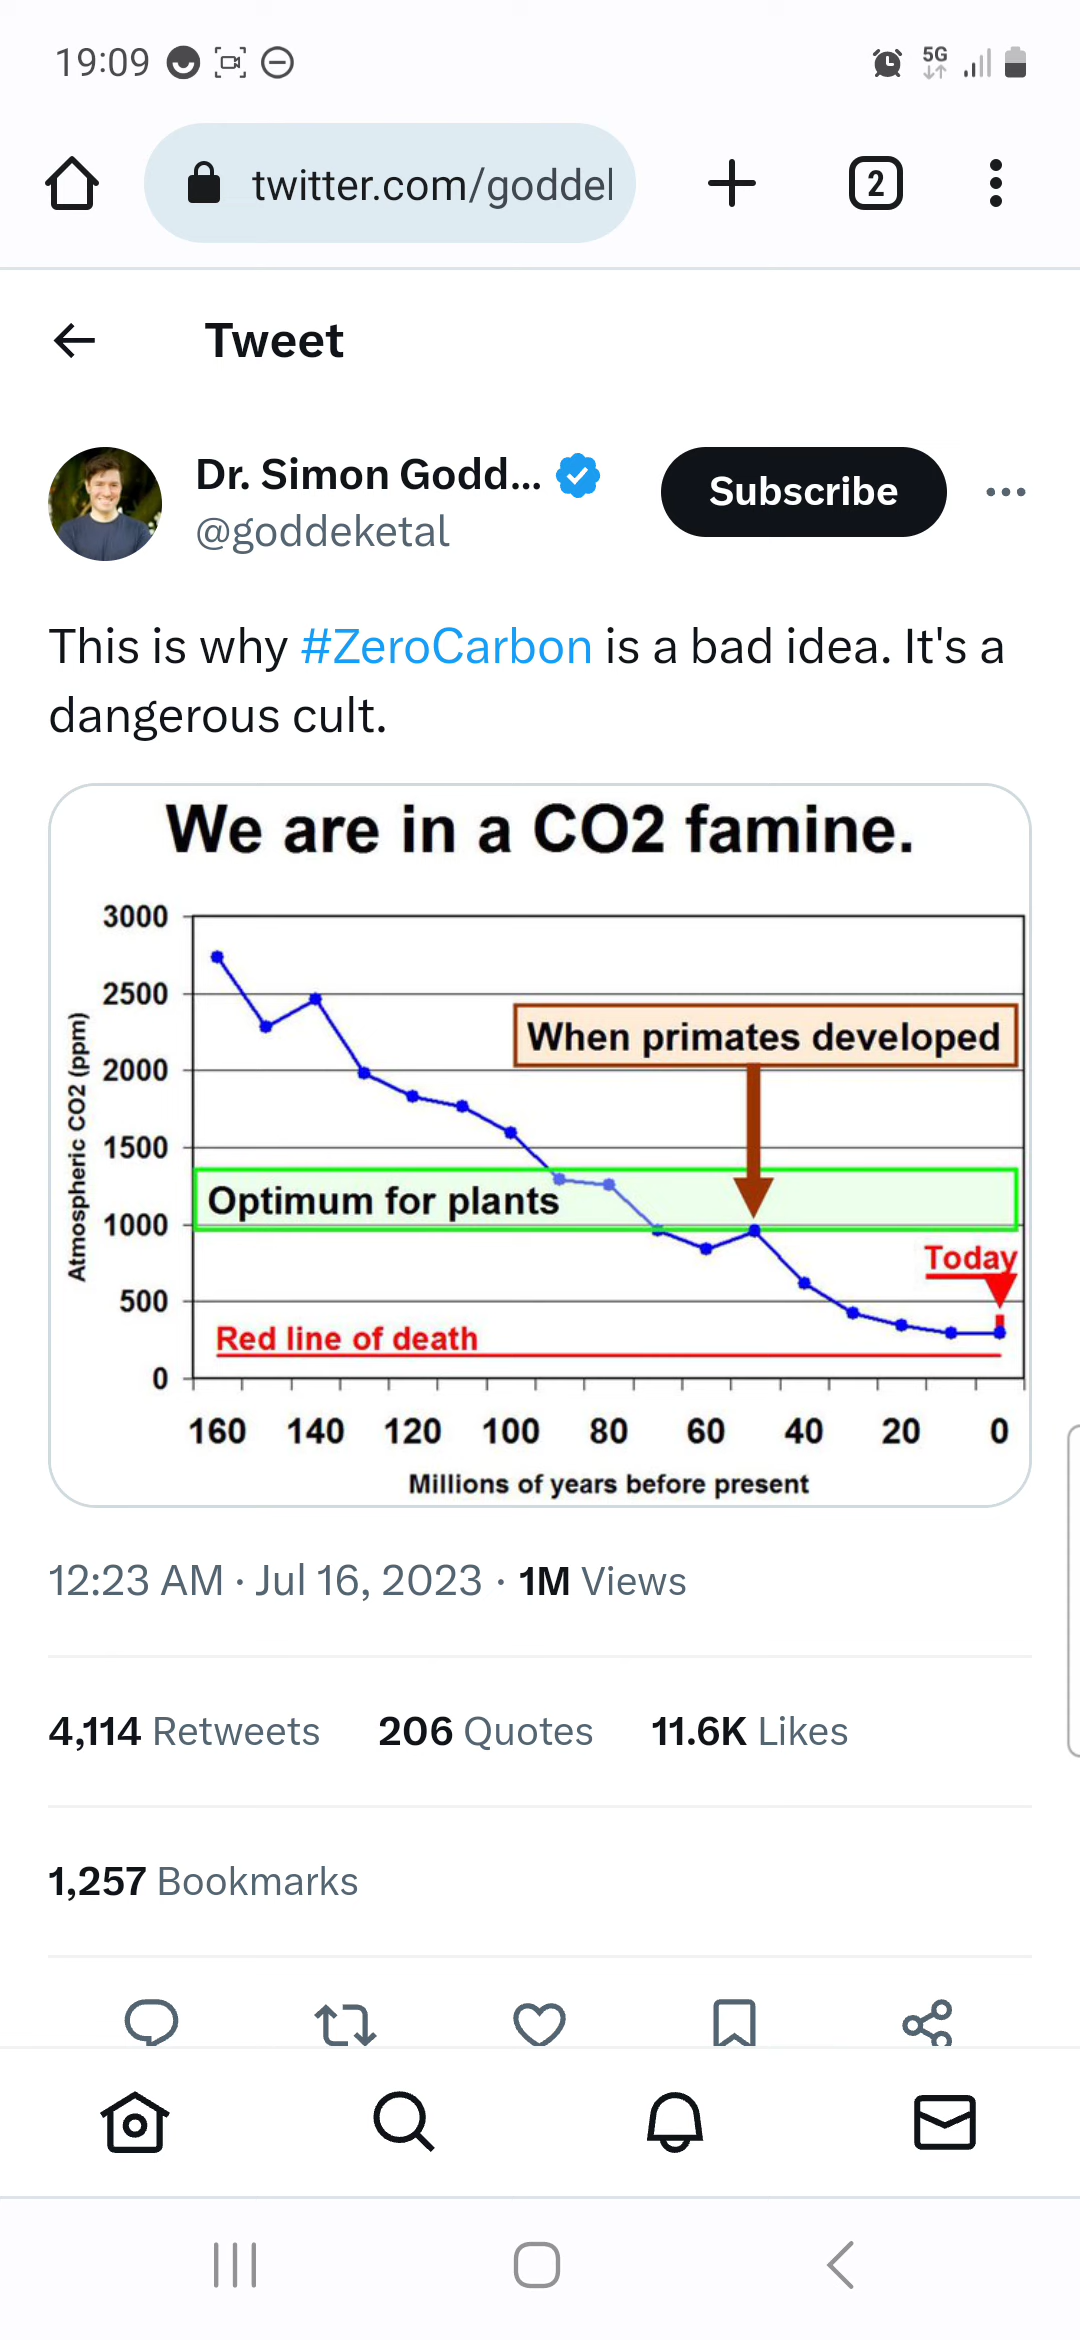 19:09
5G
twitter.com/goddel
2
Tweet
Dr. Simon Godd...
@goddeketal
Subscribe
This is why #ZeroCarbon is a bad idea. It's a
dangerous cult.
We are in a CO2 famine.
3000
2500
2000
1500
1000
500
0
Atmospheric CO2 (ppm)
When primates developed
Optimum for plants
Today
Red line of death
160 140 120 100 80 60 40 20 0
Millions of years before present
12:23 AM · Jul 16, 2023 · 1M Views
4,114 Retweets 206 Quotes 11.6K Likes
1,257 Bookmarks